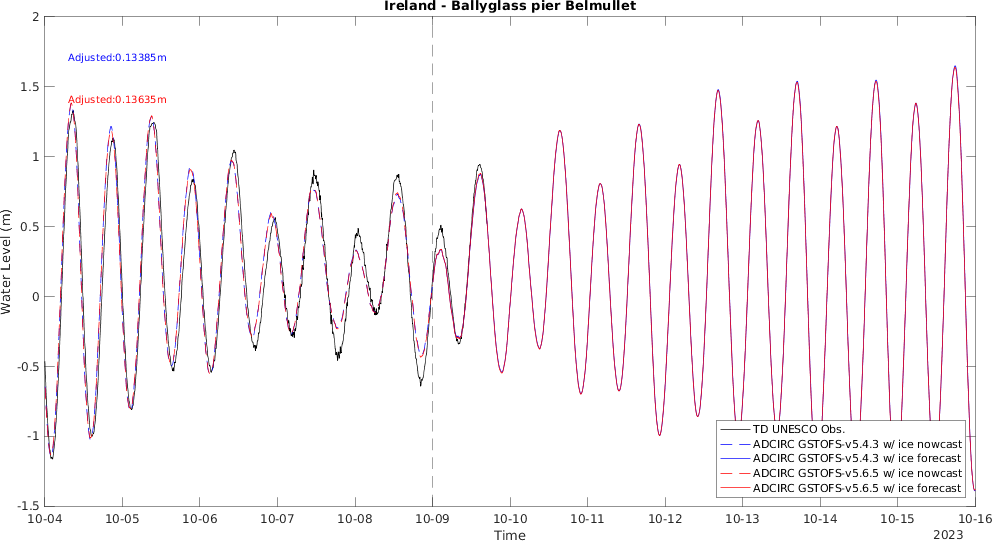 Ireland - Ballyglass pier Belmullet
Adjusted:0.13385m
Adjusted:0.13635m
Water Level (m)
2
1.5
1
0.5
0
-0.5
-1
-1.5
TD UNESCO Obs.
ADCIRC GSTOFS-v5.4.3 w/ ice nowcast
ADCIRC GSTOFS-v5.4.3 w/ ice forecast
ADCIRC GSTOFS-v5.6.5 w/ ice nowcast
ADCIRC GSTOFS-v5.6.5 w/ ice forecast
10-04 10-05 10-06 10-07 10-08 10-09 10-10 10-11 10-12 10-13 10-14 10-15 10-16
Time
2023